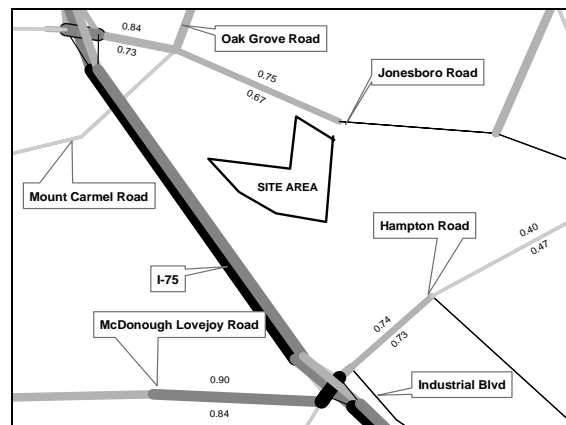 0.84
Oak Grove Road
0.73
0.75
Jonesboro Road
0.67
SITE AREA
Mount Carmel Road
Hampton Road
0.40
0.47
I-75
McDonough Lovejoy Road
0.74
0.73
0.90
Industrial Blvd
0.84